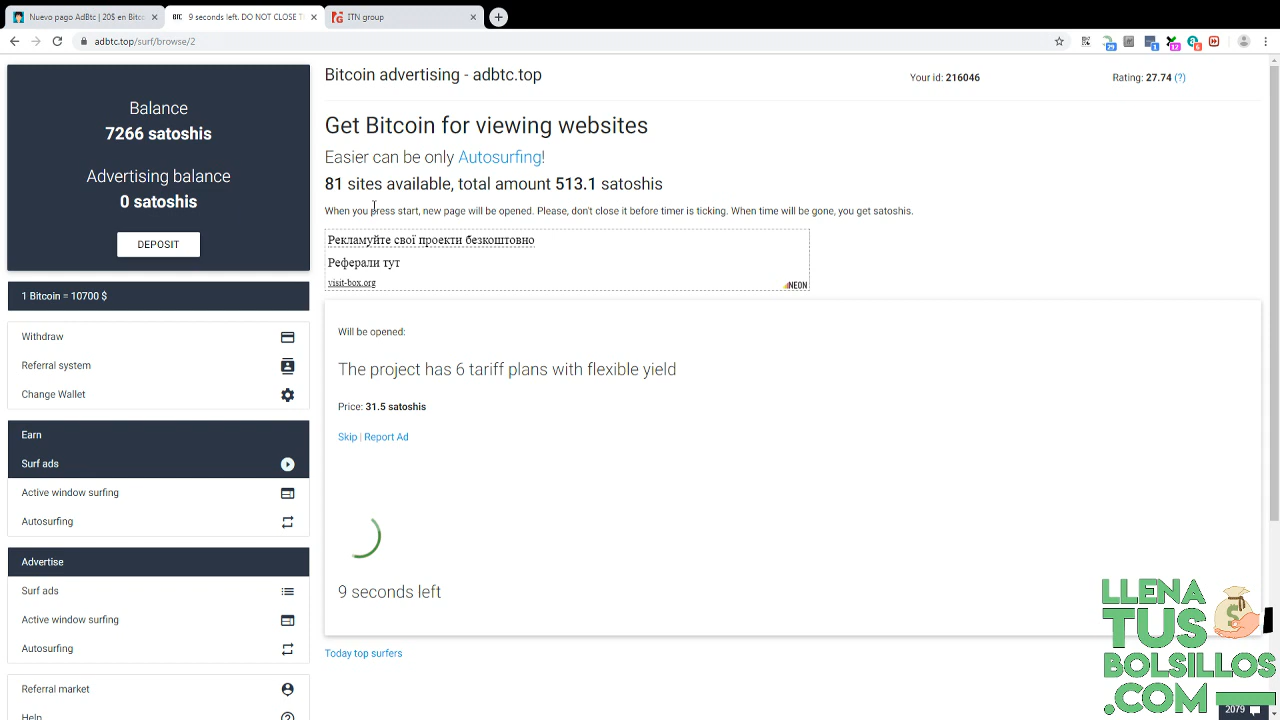 Nuevo pago AdBtc | 20$ en Bitco
BTC 9 seconds left. DO NOT CLOSE T
ITN group
adbtc.top/surf/browse/2
29
1
12
6
Balance
7266 satoshis
Advertising balance
0 satoshis
DEPOSIT
1 Bitcoin = 10700 $
Withdraw
Referral system
Change Wallet
Earn
Surf ads
Active window surfing
Autosurfing
Advertise
Surf ads
Active window surfing
Autosurfing
Referral market
Help
Bitcoin advertising - adbtc.top
Your id: 216046
Rating: 27.74 (?)
Get Bitcoin for viewing websites
Easier can be only Autosurfing!
81 sites available, total amount 513.1 satoshis
When you press start, new page will be opened. Please, don't close it before timer is ticking. When time will be gone, you get satoshis.
Рекламуйте свої проекти безкоштовно
Реферали тут
visit-box.org
NEON
Will be opened:
The project has 6 tariff plans with flexible yield
Price: 31.5 satoshis
Skip | Report Ad
9 seconds left
Today top surfers
LLENA
TUS
BOLSILLOS
.COM
2079